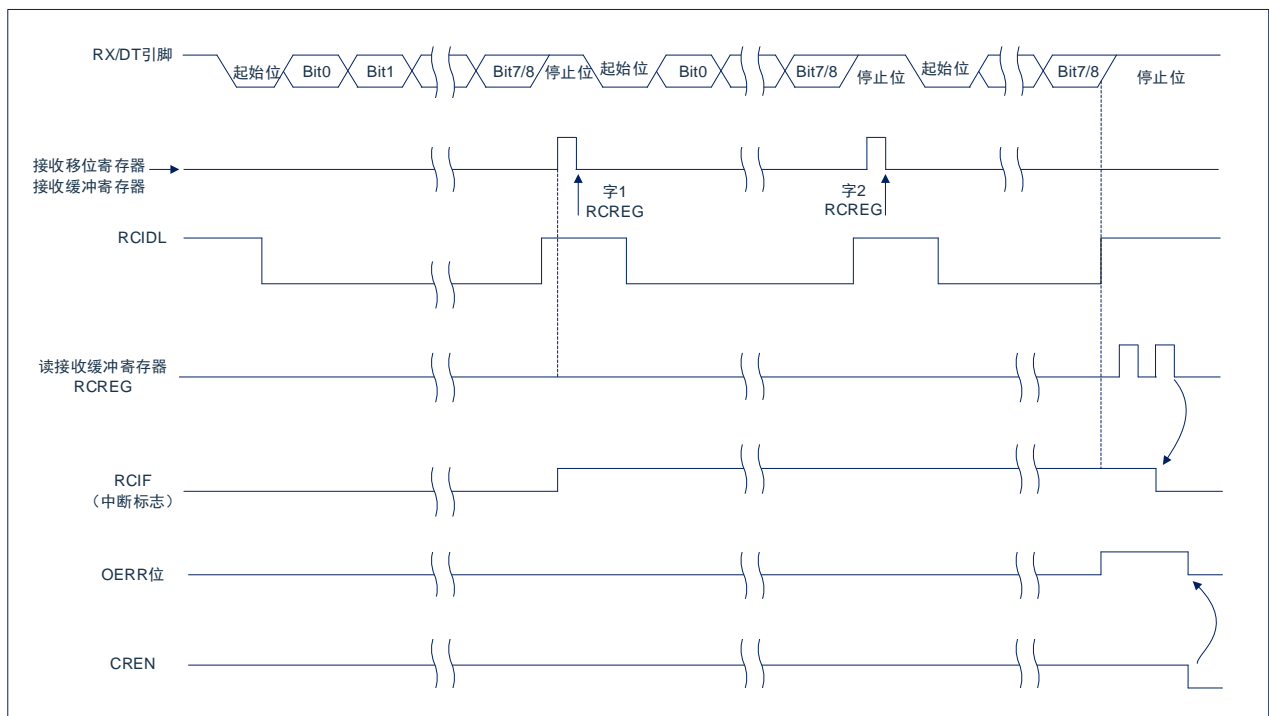 RX/DT引脚
起始位 Bit0 Bit1 Bit7/8 停止位 起始位 Bit0 Bit7/8 停止位 起始位 Bit7/8 停止位
接收移位寄存器
接收缓冲寄存器
字1
RCREG
字2
RCREG
RCIDL
读接收缓冲寄存器
RCREG
RCIF
（中断标志）
OERR位
CREN